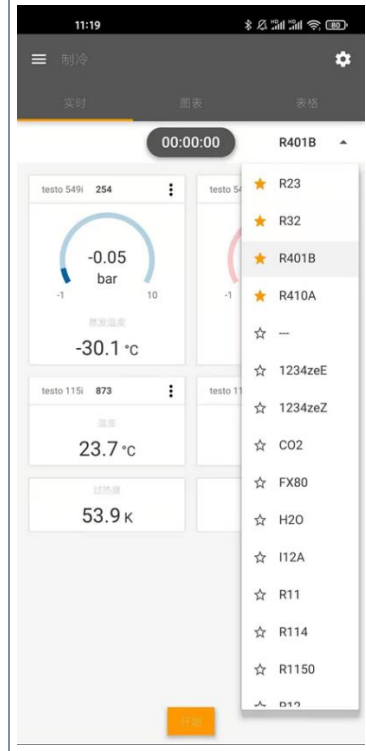 11:19
80
制冷
实时 图表 表格
00:00:00
R401B
testo 549i 254
-0.05
bar
-1 10
蒸发温度
-30.1 °C
testo 54
-1
testo 115i 873
温度
23.7 °C
testo 11
过热度
53.9 K
R23
R32
R401B
R410A
---
1234zeE
1234zeZ
CO2
FX80
H2O
I12A
R11
R114
R1150
R12
开始